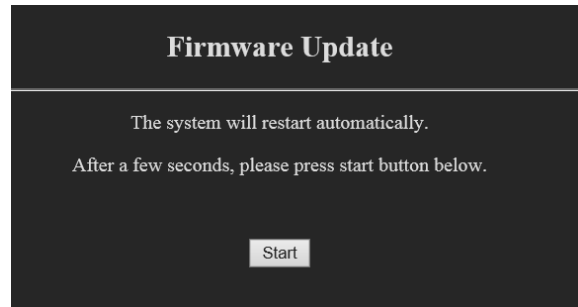 Firmware Update
The system will restart automatically.
After a few seconds, please press start button below.
Start